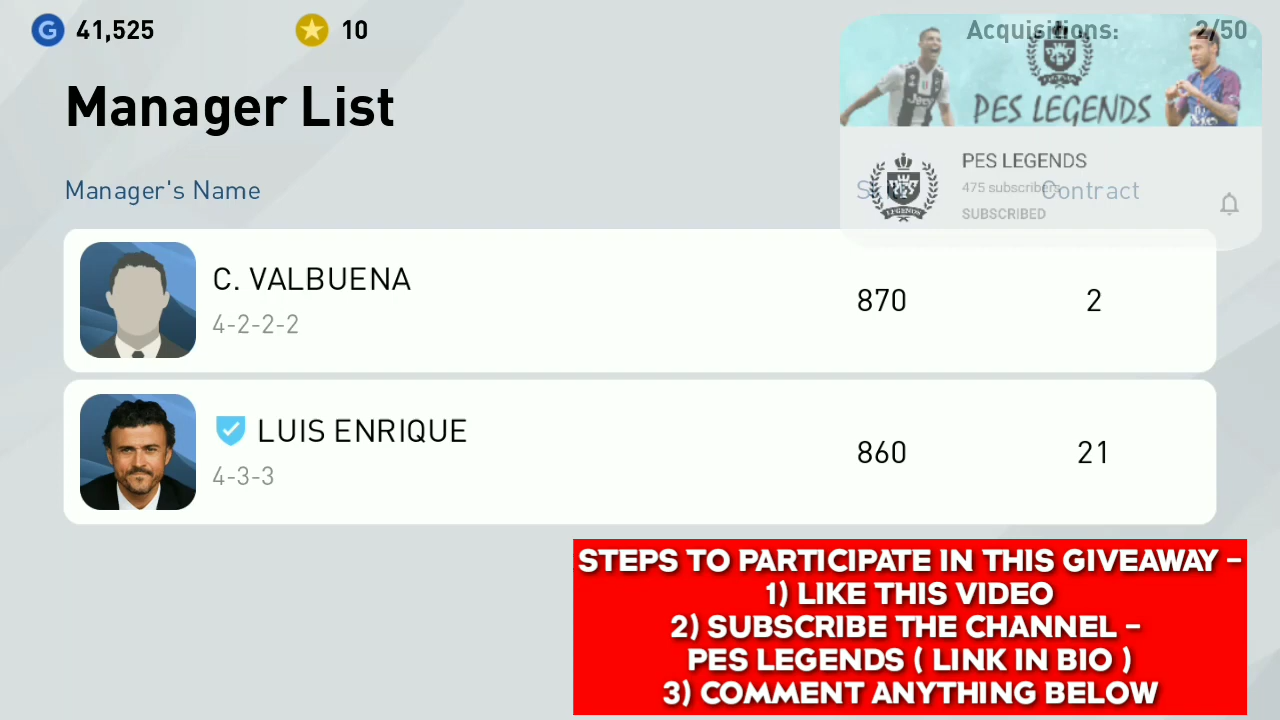 41,525
10
Acquisitions:
2/50
Manager List
PES LEGENDS
PES LEGENDS
475 subscribers
SUBSCRIBED
Manager's Name
Contract
LEGENDS
C. VALBUENA
4-2-2-2
870
2
LUIS ENRIQUE
4-3-3
860
21
STEPS TO PARTICIPATE IN THIS GIVEAWAY -
1) LIKE THIS VIDEO
2) SUBSCRIBE THE CHANNEL -
PES LEGENDS ( LINK IN BIO )
3) COMMENT ANYTHING BELOW